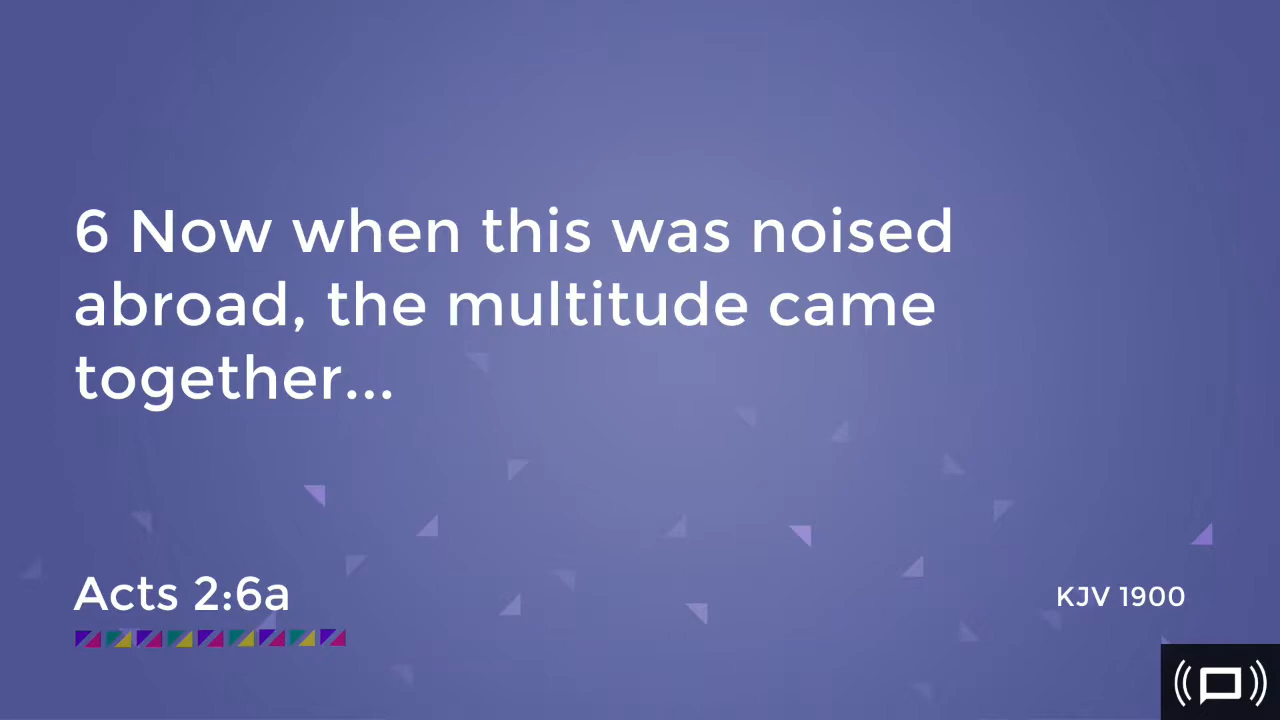 6 Now when this was noised
abroad, the multitude came
together...
Acts 2:6a
KJV 1900